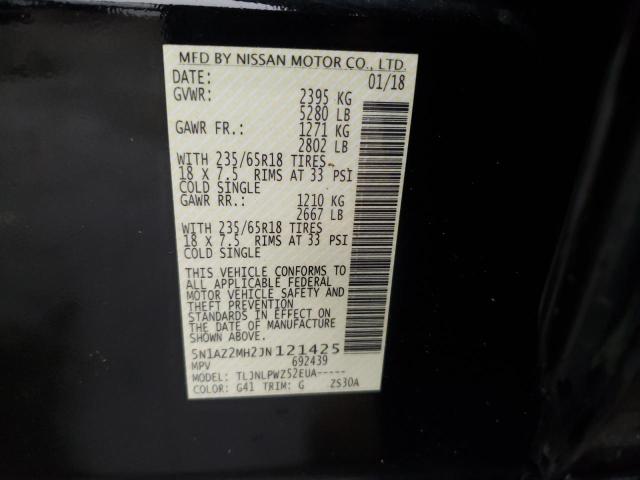 MFD BY NISSAN MOTOR CO., LTD.
DATE: 01/18
GVWR: 2395 KG
5280 LB
GAWR FR.: 1271 KG
2802 LB
WITH 235/65R18 TIRES
18 X 7.5 RIMS AT 33 PSI
COLD SINGLE
GAWR RR.: 1210 KG
2667 LB
WITH 235/65R18 TIRES
18 X 7.5 RIMS AT 33 PSI
COLD SINGLE
THIS VEHICLE CONFORMS TO
ALL APPLICABLE FEDERAL
MOTOR VEHICLE SAFETY AND
THEFT PREVENTION
STANDARDS IN EFFECT ON THE
DATE OF MANUFACTURE
SHOWN ABOVE.
5N1AZ2MH2JN121425
MPV 692439
MODEL: TLJNLPWZ52EUA-----
COLOR: G41 TRIM: G ZS30A